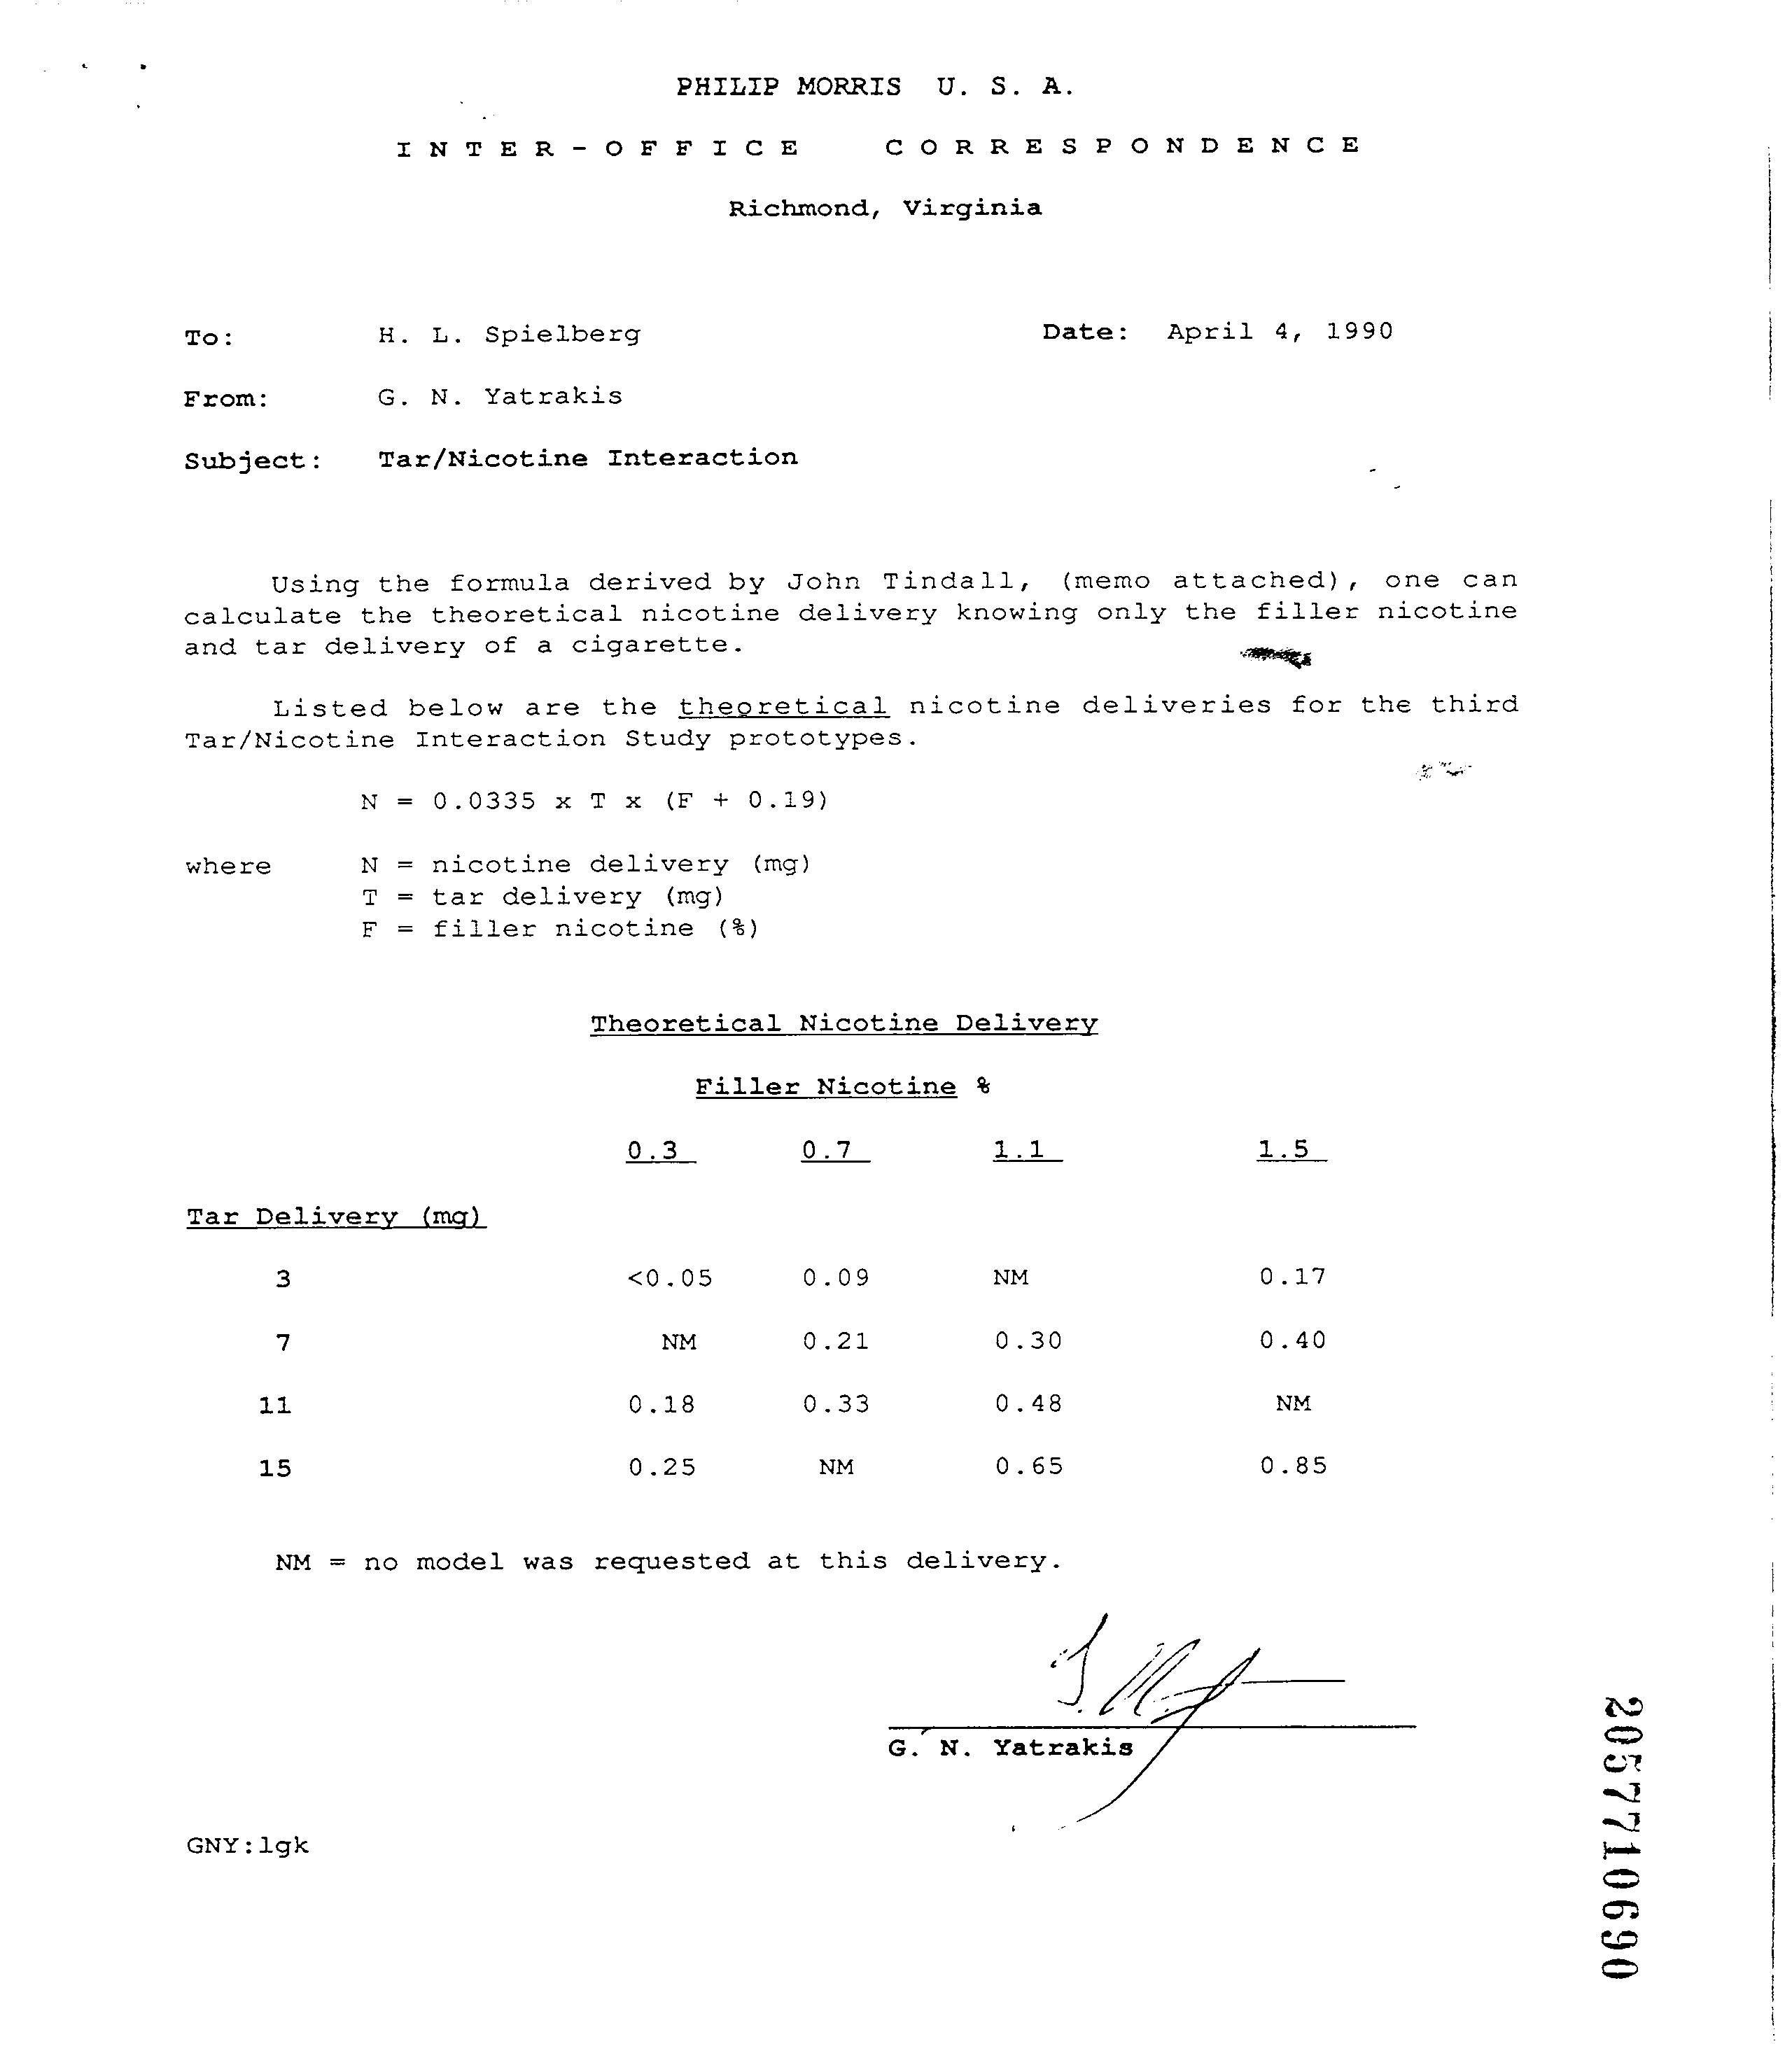 PHILIP MORRIS U. S. A.
INTER-OFFICE CORRESPONDENCE
Richmond, Virginia
To: H. L. Spielberg Date: April 4, 1990
From: G. N. Yatrakis
Subject: Tar/Nicotine Interaction
Using the formula derived by John Tindall, (memo attached), one can
calculate the theoretical nicotine delivery knowing only the filler nicotine
and tar delivery of a cigarette.
Listed below are the theoretical nicotine deliveries for the third
Tar/Nicotine Interaction Study prototypes.
N = 0.0335 x T x (F + 0.19)
where N = nicotine delivery (mg)
T = tar delivery (mg)
F = filler nicotine (%)
Theoretical Nicotine Delivery
Filler Nicotine %
0.3 0.7 1.1 1.5
Tar Delivery (mg)
3 <0.05 0.09 NM 0.17
7 NM 0.21 0.30 0.40
11 0.18 0.33 0.48 NM
15 0.25 NM 0.65 0.85
NM = no model was requested at this delivery.
G. N. Yatrakis
GNY:lgk
2057710690